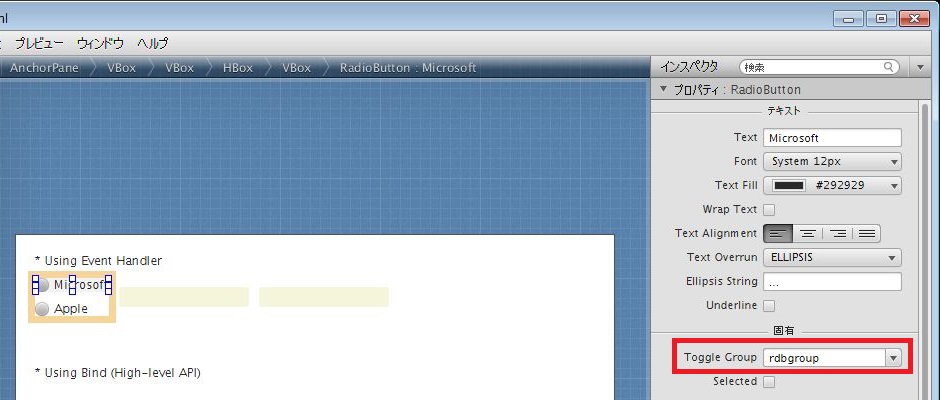 ml
プレビュー ウィンドウ ヘルプ
AnchorPane VBox VBox HBox VBox RadioButton : Microsoft
インスペクタ 検索
プロパティ : RadioButton
テキスト
Text Microsoft
Font System 12px
Text Fill #292929
Wrap Text
Text Alignment
Text Overrun ELLIPSIS
Ellipsis String ...
Underline
固有
Toggle Group rdbgroup
Selected
* Using Event Handler
Microsoft
Apple
* Using Bind (High-level API)